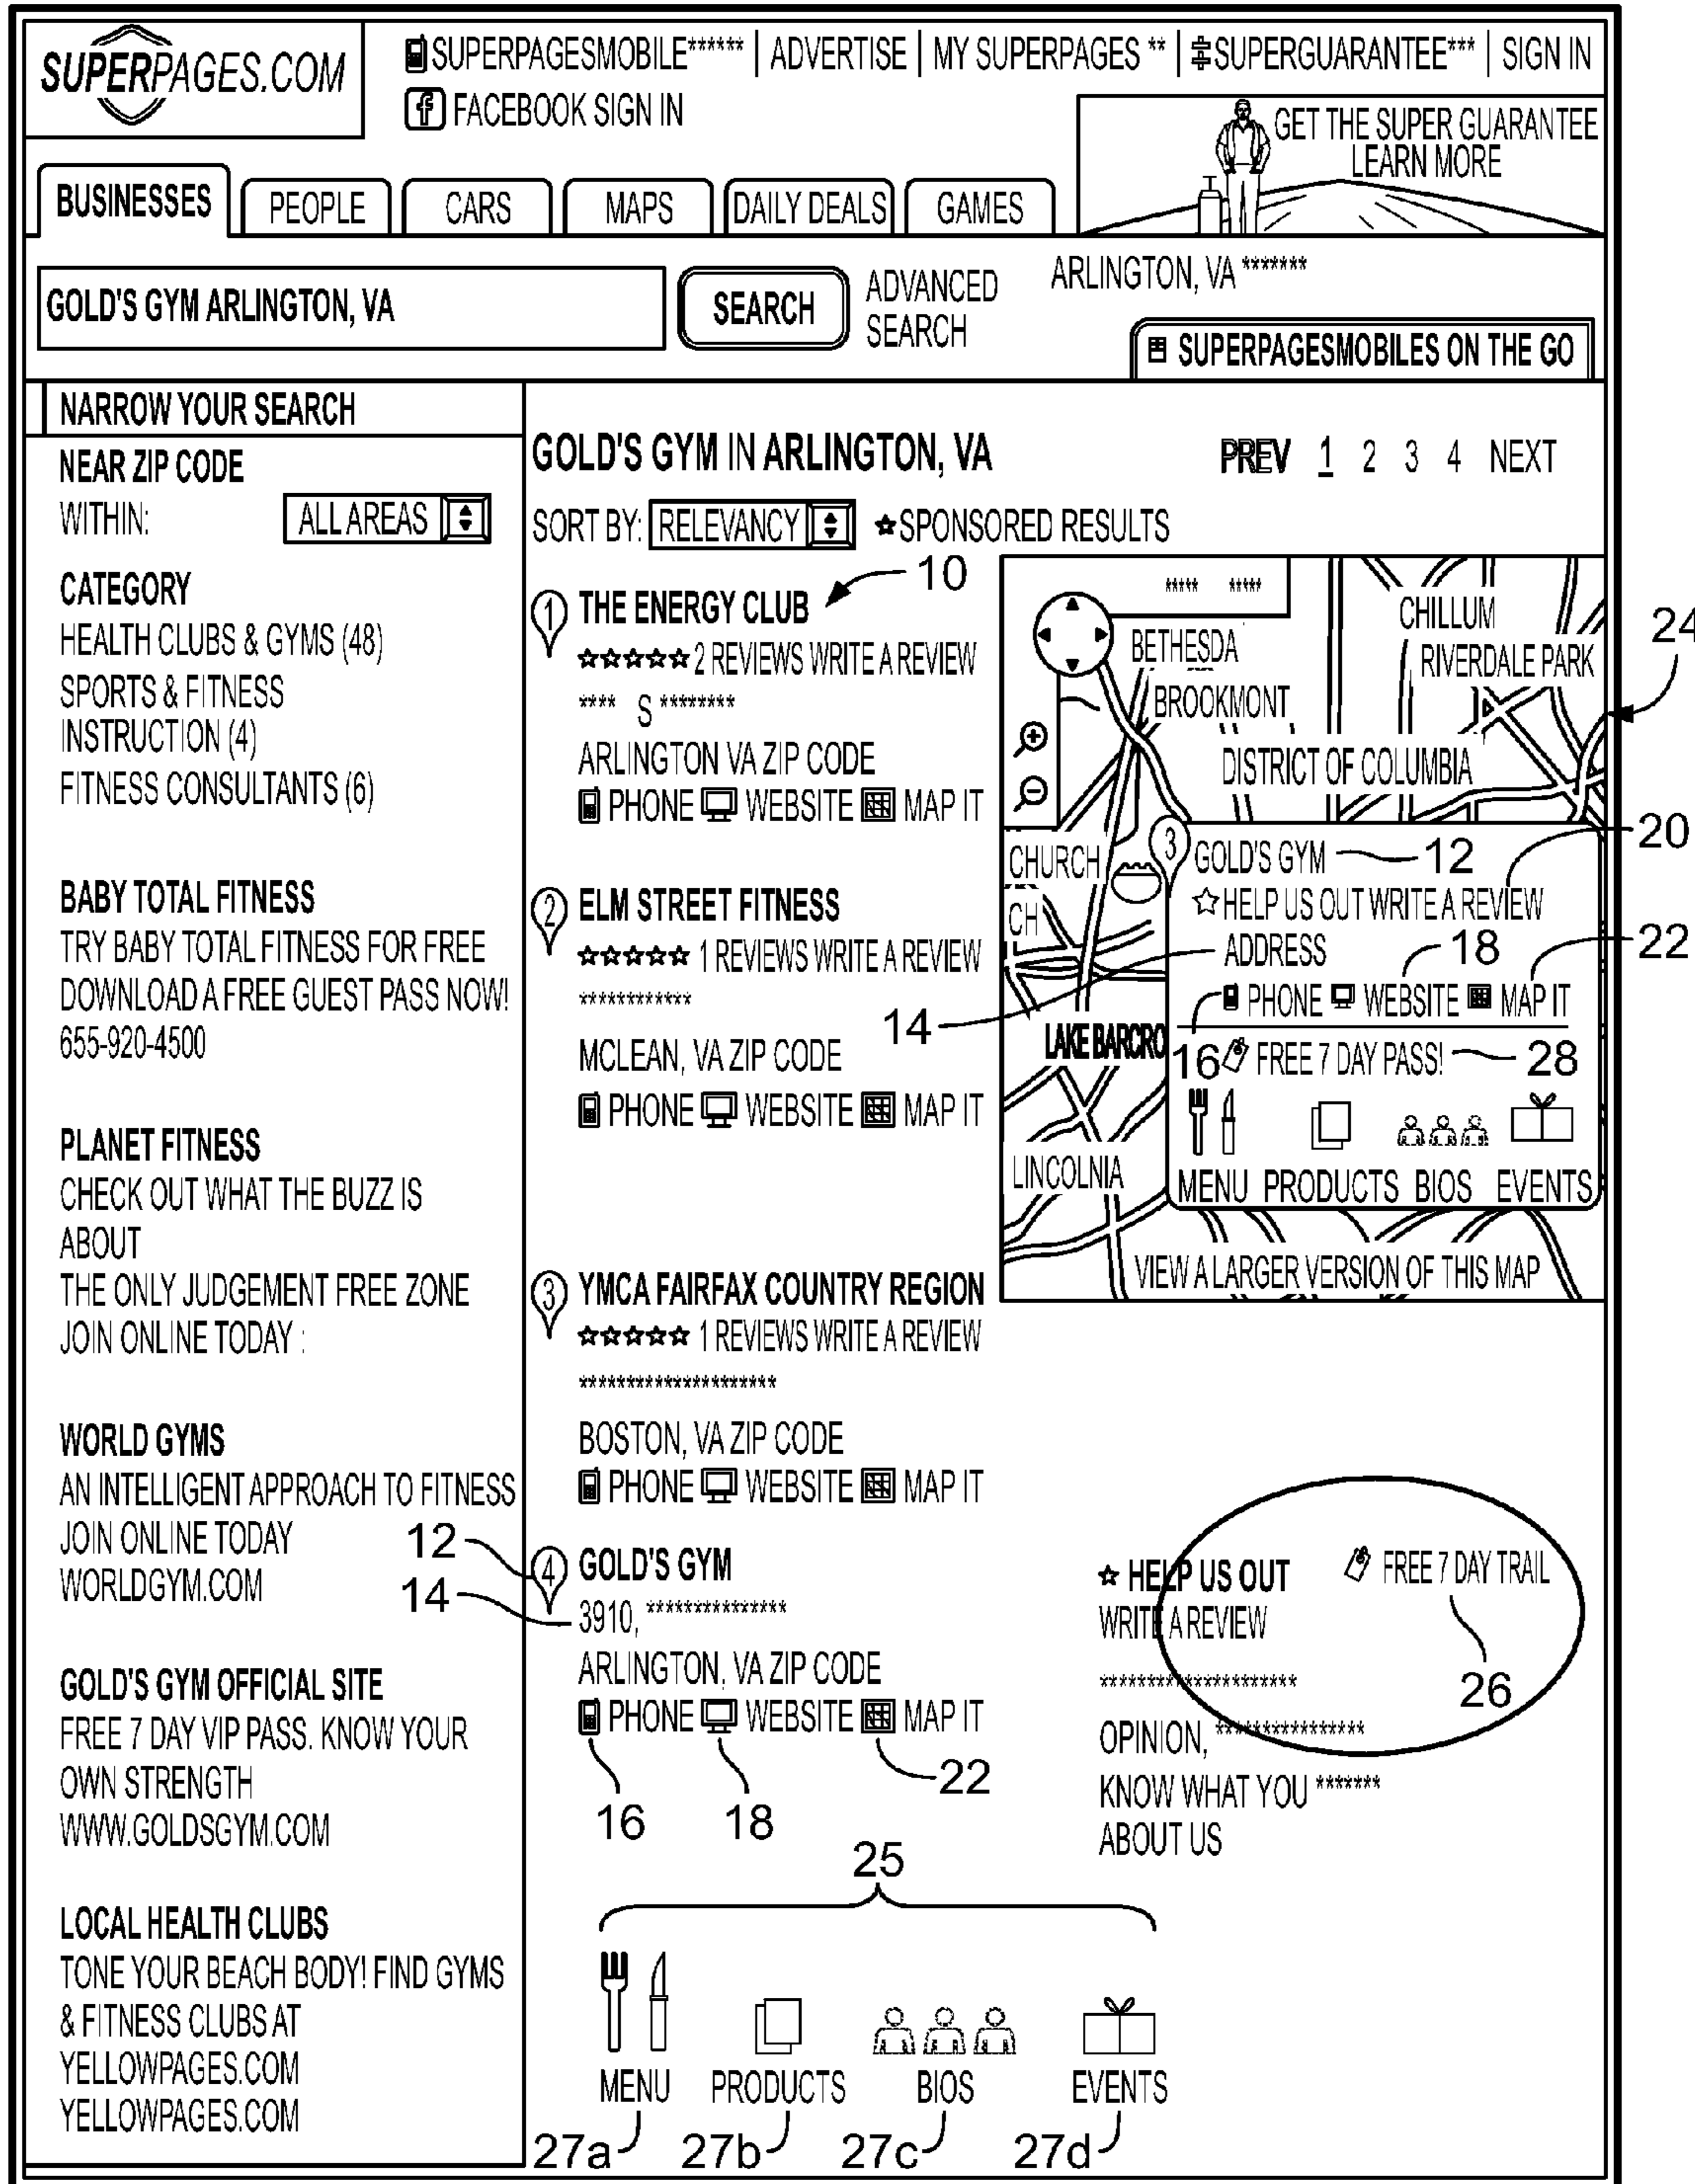 SUPERPAGES.COM
SUPERPAGESMOBILE****** | ADVERTISE | MY SUPERPAGES ** | SUPERGUARANTEE*** | SIGN IN
f FACEBOOK SIGN IN
GET THE SUPER GUARANTEE
LEARN MORE
BUSINESSES PEOPLE CARS MAPS DAILY DEALS GAMES
GOLD'S GYM ARLINGTON, VA
SEARCH
ADVANCED
SEARCH
ARLINGTON, VA *******
SUPERPAGESMOBILES ON THE GO
NARROW YOUR SEARCH
NEAR ZIP CODE
WITHIN: ALL AREAS
CATEGORY
HEALTH CLUBS & GYMS (48)
SPORTS & FITNESS
INSTRUCTION (4)
FITNESS CONSULTANTS (6)
BABY TOTAL FITNESS
TRY BABY TOTAL FITNESS FOR FREE
DOWNLOAD A FREE GUEST PASS NOW!
655-920-4500
PLANET FITNESS
CHECK OUT WHAT THE BUZZ IS
ABOUT
THE ONLY JUDGEMENT FREE ZONE
JOIN ONLINE TODAY :
WORLD GYMS
AN INTELLIGENT APPROACH TO FITNESS
JOIN ONLINE TODAY
WORLDGYM.COM
GOLD'S GYM OFFICIAL SITE
FREE 7 DAY VIP PASS. KNOW YOUR
OWN STRENGTH
WWW.GOLDSGYM.COM
LOCAL HEALTH CLUBS
TONE YOUR BEACH BODY! FIND GYMS
& FITNESS CLUBS AT
YELLOWPAGES.COM
YELLOWPAGES.COM
GOLD'S GYM IN ARLINGTON, VA
PREV 1 2 3 4 NEXT
SORT BY: RELEVANCY ★SPONSORED RESULTS
10
1 THE ENERGY CLUB
☆☆☆☆☆ 2 REVIEWS WRITE A REVIEW
**** S ********
ARLINGTON VA ZIP CODE
PHONE WEBSITE MAP IT
2 ELM STREET FITNESS
☆☆☆☆☆ 1 REVIEWS WRITE A REVIEW
************
MCLEAN, VA ZIP CODE
PHONE WEBSITE MAP IT
3 YMCA FAIRFAX COUNTRY REGION
☆☆☆☆☆ 1 REVIEWS WRITE A REVIEW
*********************
BOSTON, VA ZIP CODE
PHONE WEBSITE MAP IT
12
4 GOLD'S GYM
14
3910, ***************
ARLINGTON, VA ZIP CODE
PHONE WEBSITE MAP IT
16 18 22
***** *****
CHILLUM
BETHESDA
RIVERDALE PARK
24
BROOKMONT
DISTRICT OF COLUMBIA
CHURCH
CH
LAKE BARCRO
LINCOLNIA
3 GOLD'S GYM 12
20
☆HELP US OUT WRITE A REVIEW
ADDRESS 18 22
14
PHONE WEBSITE MAP IT
16 FREE 7 DAY PASS! 28
MENU PRODUCTS BIOS EVENTS
VIEW A LARGER VERSION OF THIS MAP
☆ HELP US OUT
FREE 7 DAY TRAIL
WRITE A REVIEW
26
*********************
OPINION, ****************
KNOW WHAT YOU *******
ABOUT US
25
MENU PRODUCTS BIOS EVENTS
27a 27b 27c 27d